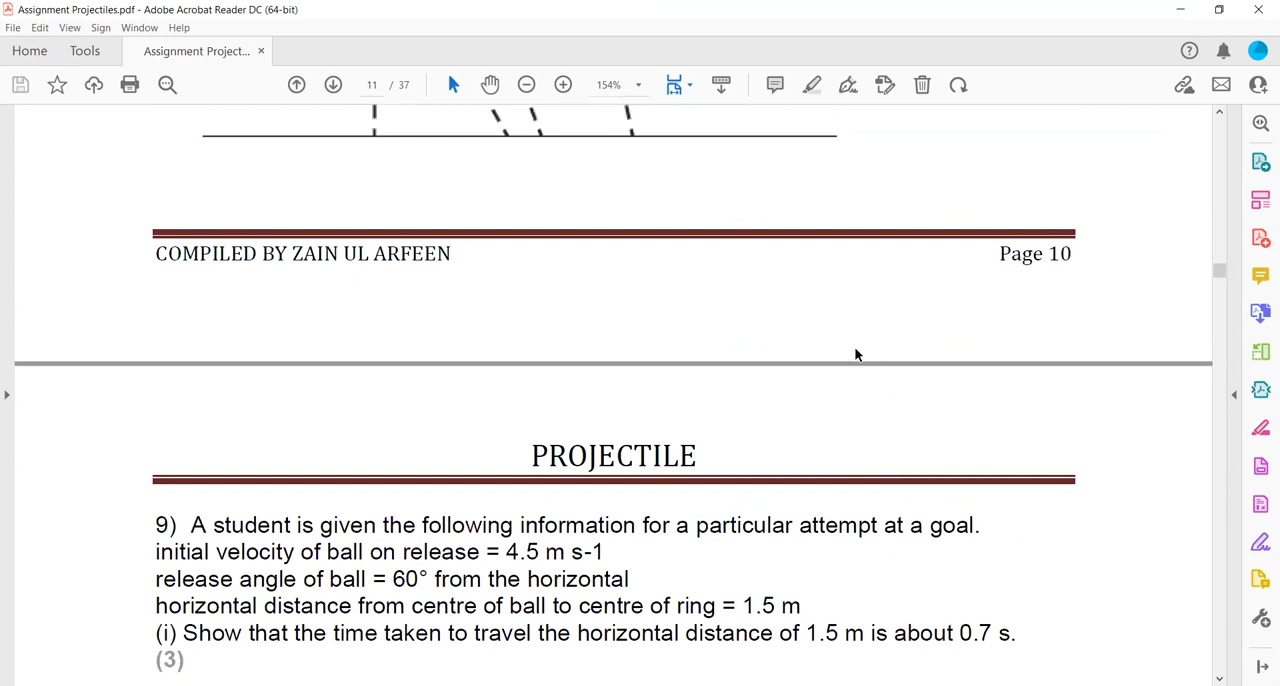 Assignment Projectiles.pdf - Adobe Acrobat Reader DC (64-bit)
File Edit View Sign Window Help
Home Tools Assignment Project... ×
11 / 37 154%
COMPILED BY ZAIN UL ARFEEN Page 10
PROJECTILE
9) A student is given the following information for a particular attempt at a goal.
initial velocity of ball on release = 4.5 m s-1
release angle of ball = 60° from the horizontal
horizontal distance from centre of ball to centre of ring = 1.5 m
(i) Show that the time taken to travel the horizontal distance of 1.5 m is about 0.7 s.
(3)